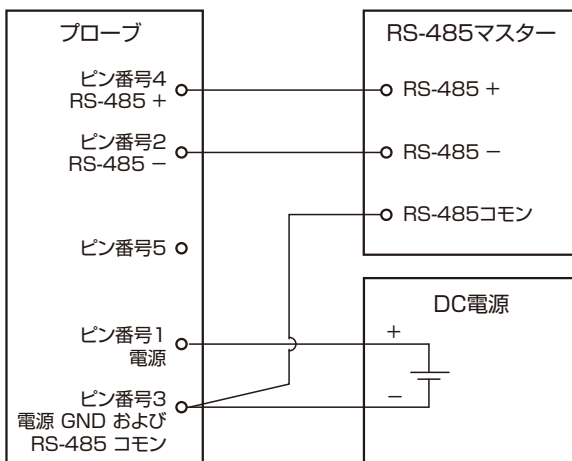 プローブ
ピン番号4
RS-485 +
ピン番号2
RS-485 −
ピン番号5
ピン番号1
電源
ピン番号3
電源 GND および
RS-485 コモン
RS-485マスター
RS-485 +
RS-485 −
RS-485コモン
DC電源
+
−